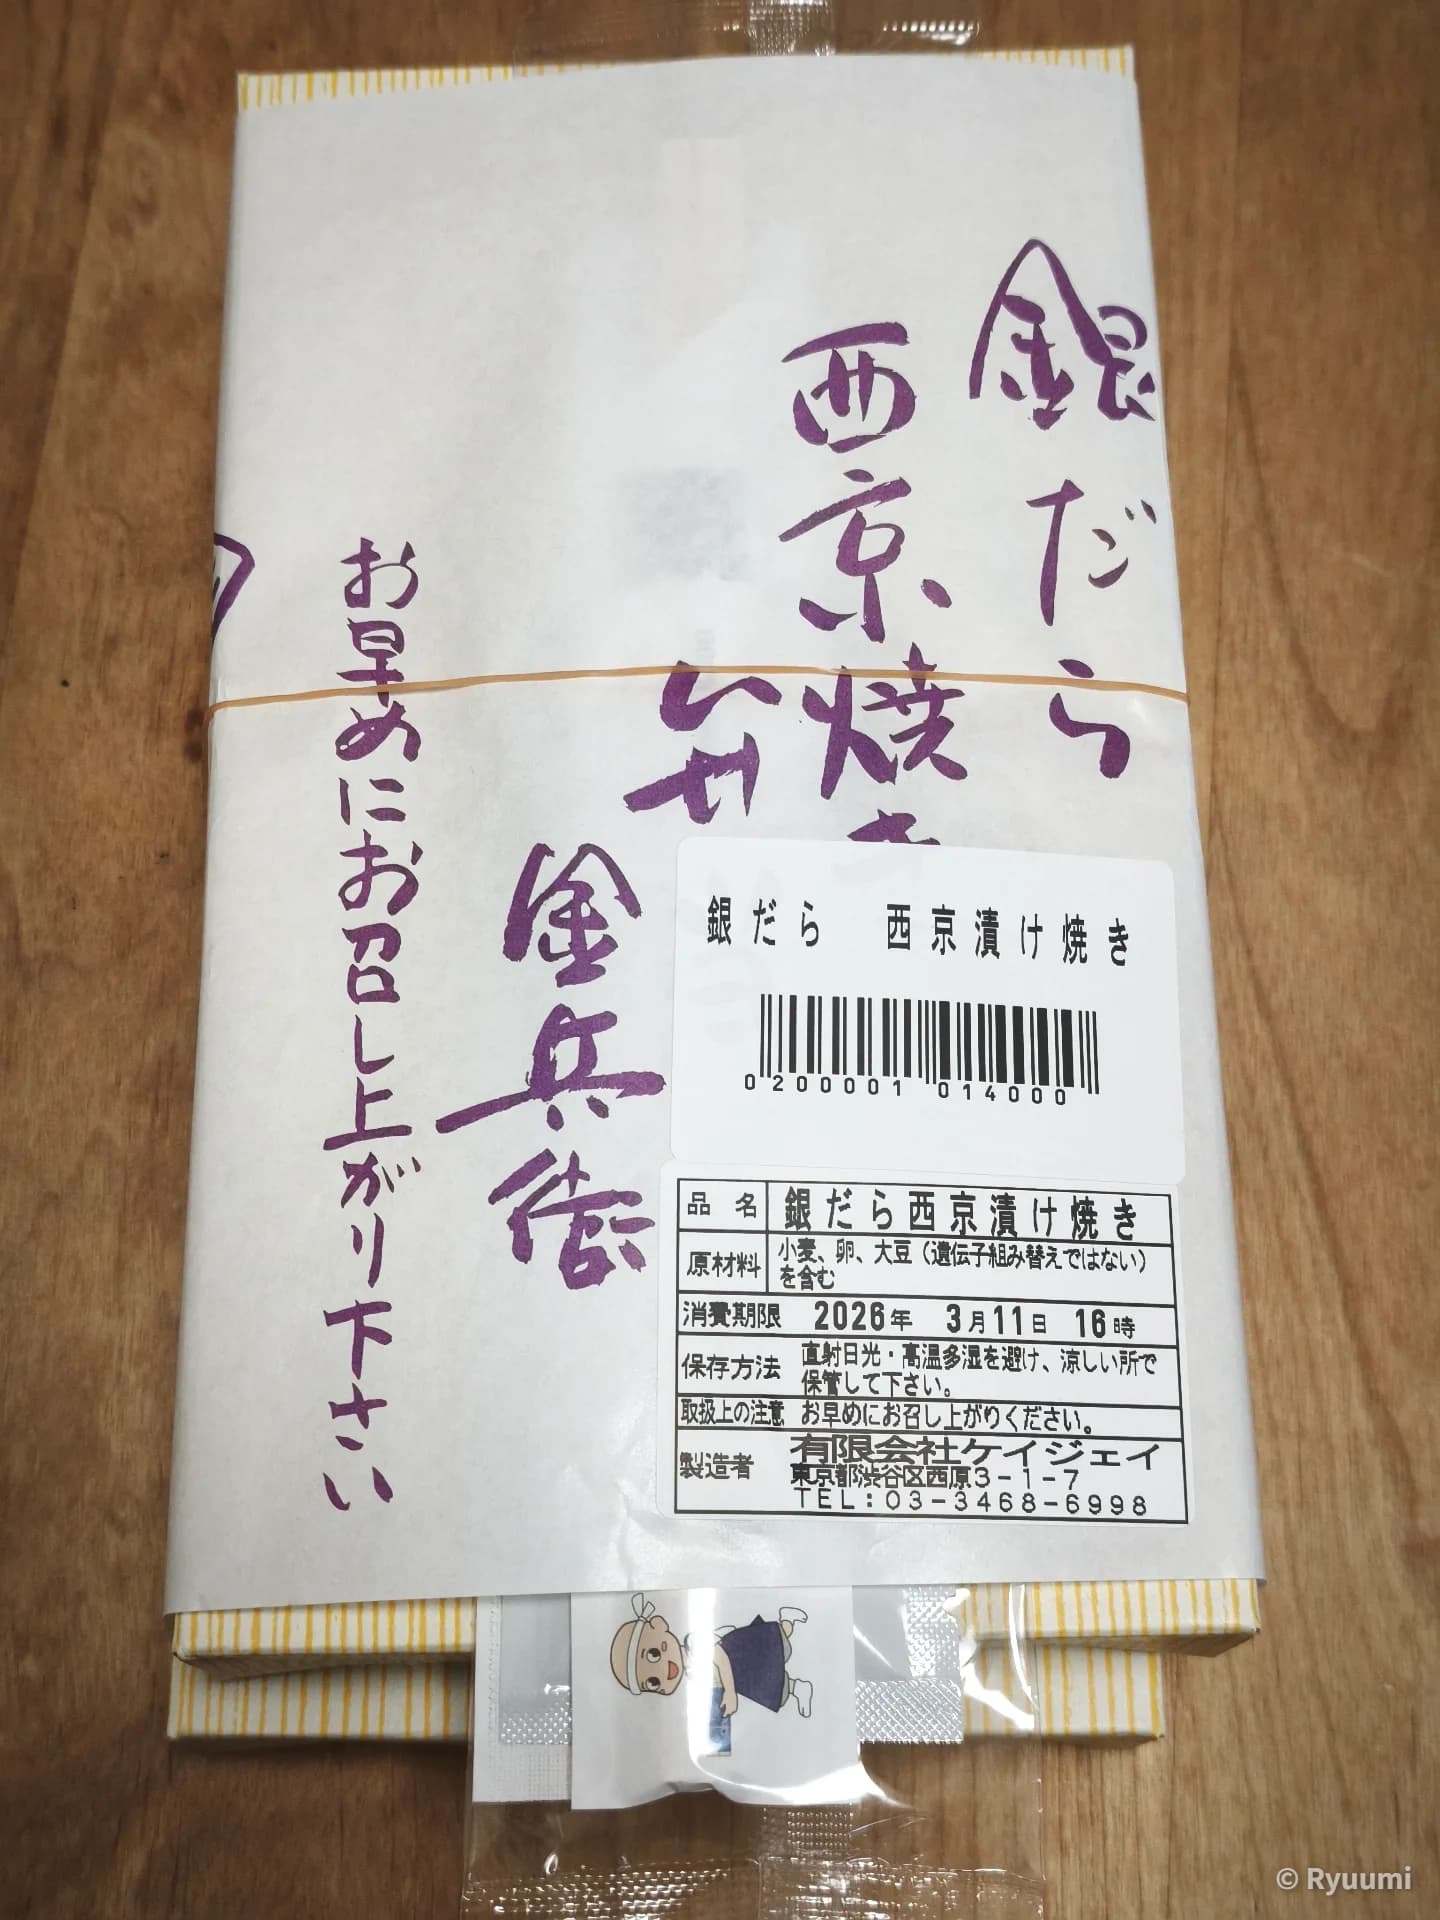 銀だら
西京焼き
金兵衛
お早めにお召し上がり下さい
銀だら 西京漬け焼き
0200001 014000
品名 銀だら西京漬け焼き
原材料 小麦、卵、大豆（遺伝子組み替えではない）
を含む
消費期限 2026年 3月11日 16時
保存方法 直射日光・高温多湿を避け、涼しい所で
保管して下さい。
取扱上の注意 お早めにお召し上がりください。
製造者 有限会社ケイジェイ
東京都渋谷区西原3-1-7
TEL:03-3468-6998
© Ryuumi